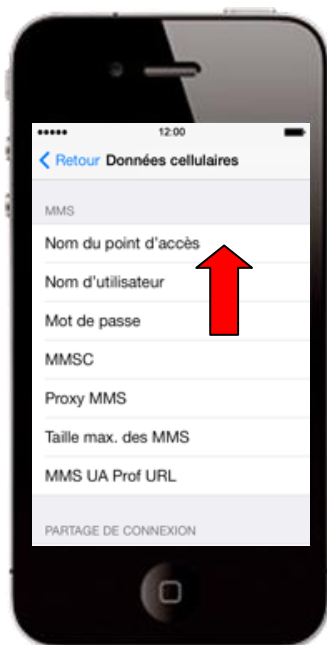 12:00
Retour Données cellulaires
MMS
Nom du point d'accès
Nom d'utilisateur
Mot de passe
MMSC
Proxy MMS
Taille max. des MMS
MMS UA Prof URL
PARTAGE DE CONNEXION